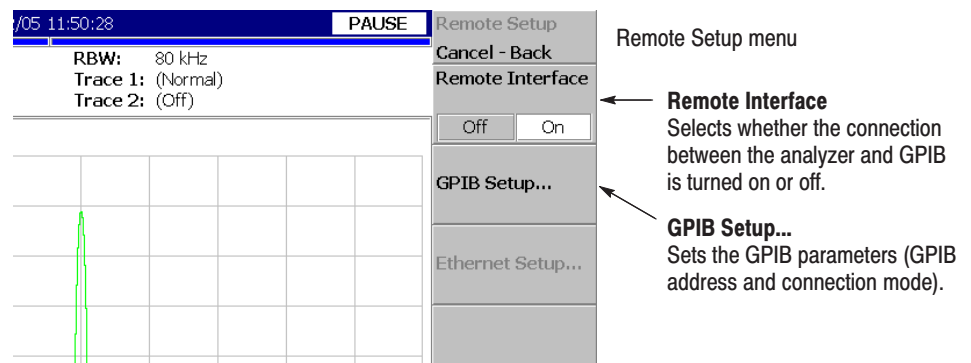 /05 11:50:28
PAUSE
RBW: 80 kHz
Trace 1: (Normal)
Trace 2: (Off)
Remote Setup
Cancel - Back
Remote Interface
Off On
GPIB Setup...
Ethernet Setup...
Remote Setup menu
Remote Interface
Selects whether the connection
between the analyzer and GPIB
is turned on or off.
GPIB Setup...
Sets the GPIB parameters (GPIB
address and connection mode).